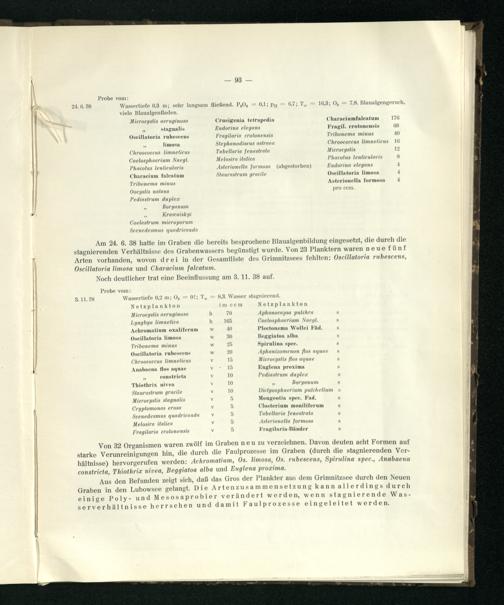 — 93 —
Probe vom:
24. 6. 38 Wassertiefe 0,3 m; sehr langsam fließend. P₂O₅ = 0,1; pH = 6,7; Tw = 16,3; O₂ = 7,8. Blaualgengeruch,
viele Blaualgenfladen.
Microcystis aeruginosa Crucigenia tetrapedia Characium falcatum 176
„ stagnalis Eudorina elegans Fragil. crotonensis 60
Oscillatoria rubescens Fragilaria crotonensis Tribonema minus 40
„ limosa Stephanodiscus astraea Chroococcus limneticus 16
Chroococcus limneticus Tabellaria fenestrata Microcystis 12
Coelosphaerium Naegl. Melosira italica Phacotus lenticularis 8
Phacotus lenticularis Asterionella formosa (abgestorben) Eudorina elegans 4
Characium falcatum Staurastrum gracile Oscillatoria limosa 4
Tribonema minus Asterionella formosa 4
Oocystis natans pro ccm.
Pediastrum duplex
„ Boryanum
„ Kawraiskyi
Coelastrum microporum
Scenedesmus quadricauda
Am 24. 6. 38 hatte im Graben die bereits besprochene Blaualgenbildung eingesetzt, die durch die
stagnierenden Verhältnisse des Grabenwassers begünstigt wurde. Von 23 Planktern waren neue fünf
Arten vorhanden, wovon drei in der Gesamtliste des Grimnitzsees fehlten: Oscillatoria rubescens,
Oscillatoria limosa und Characium falcatum.
Noch deutlicher trat eine Beeinflussung am 3. 11. 38 auf.
Probe vom:
3. 11. 38 Wassertiefe 0,2 m; O₂ = 0!; Tw = 8,3. Wasser stagnierend.
Netzplankton im ccm Netzplankton
Microcystis aeruginosa h 70 Aphanocapsa pulchra s
Lyngbya limnetica h 165 Coelosphaerium Naegl. s
Achromatium oxaliferum w 40 Plectonema Wollei Fäd. s
Oscillatoria limosa w 30 Beggiatoa alba s
Tribonema minus w 25 Spirulina spec. s
Oscillatoria rubescens w 20 Aphanizomenon flos aquae s
Chroococcus limneticus v 15 Microcystis flos aquae s
Anabaena flos aquae v 15 Euglena proxima s
„ constricta v 10 Pediastrum duplex s
Thiothrix nivea v 10 „ Boryanum s
Staurastrum gracile v 10 Dictyosphaerium pulchellum s
Microcystis stagnalis v 5 Mougeotia spec. Fad. s
Cryptomonas erosa v 5 Closterium moniliferum s
Scenedesmus quadricauda v 5 Tabellaria fenestrata s
Melosira italica v 5 Asterionella formosa s
Fragilaria crotonensis v 5 Fragilaria-Bänder s
Von 32 Organismen waren zwölf im Graben neu zu verzeichnen. Davon deuten acht Formen auf
starke Verunreinigungen hin, die durch die Faulprozesse im Graben (durch die stagnierenden Ver-
hältnisse) hervorgerufen werden: Achromatium, Os. limosa, Os. rubescens, Spirulina spec., Anabaena
constricta, Thiothrix nivea, Beggiatoa alba und Euglena proxima.
Aus den Befunden zeigt sich, daß das Gros der Plankter aus dem Grimnitzsee durch den Neuen
Graben in den Lubowsee gelangt. Die Artenzusammensetzung kann allerdings durch
einige Poly- und Mesosaprobier verändert werden, wenn stagnierende Was-
serverhältnisse herrschen und damit Faulprozesse eingeleitet werden.